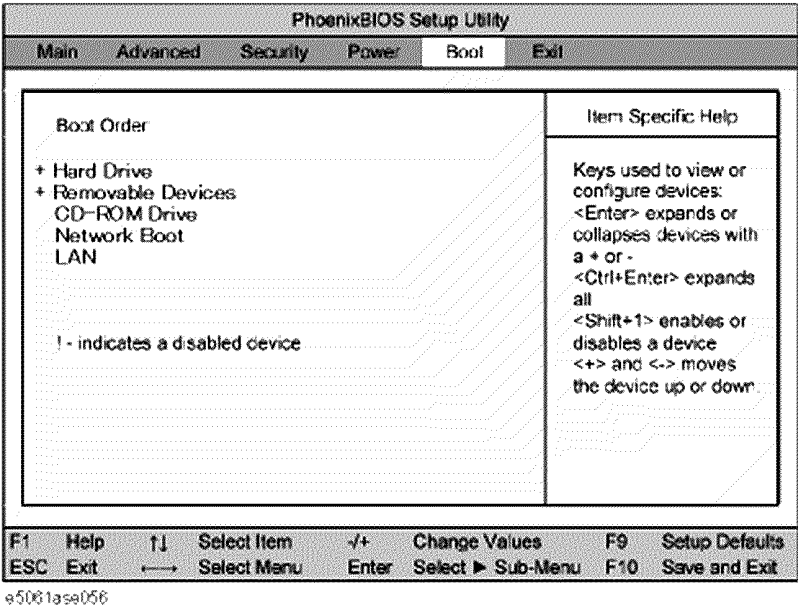 PhoenixBIOS Setup Utility
Main Advanced Security Power Boot Exit
Boot Order
+ Hard Drive
+ Removable Devices
CD-ROM Drive
Network Boot
LAN
! - indicates a disabled device
Item Specific Help
Keys used to view or
configure devices:
<Enter> expands or
collapses devices with
a + or -
<Ctrl+Enter> expands
all
<Shift+1> enables or
disables a device
<+> and <-> moves
the device up or down.
F1 Help ↑↓ Select Item -/+ Change Values F9 Setup Defaults
ESC Exit ←→ Select Menu Enter Select ▶ Sub-Menu F10 Save and Exit
e5061ase056